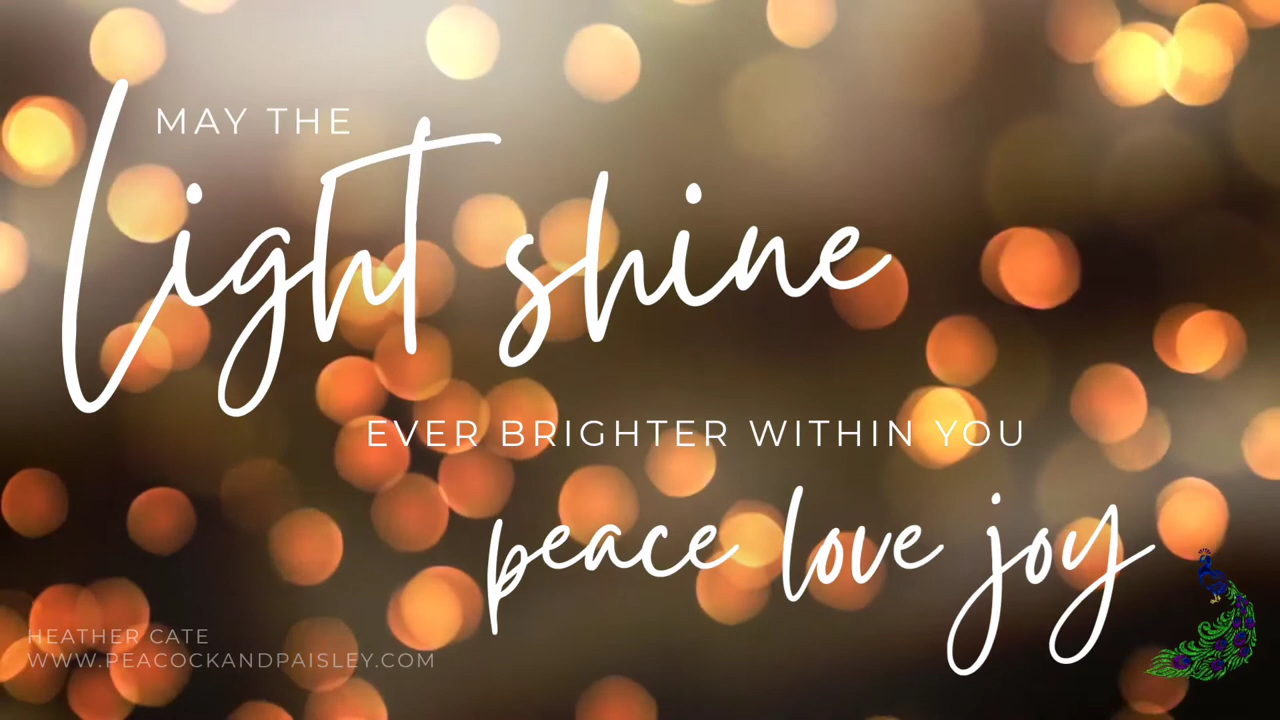 MAY THE
Light shine
EVER BRIGHTER WITHIN YOU
peace love joy
HEATHER CATE
WWW.PEACOCKANDPAISLEY.COM